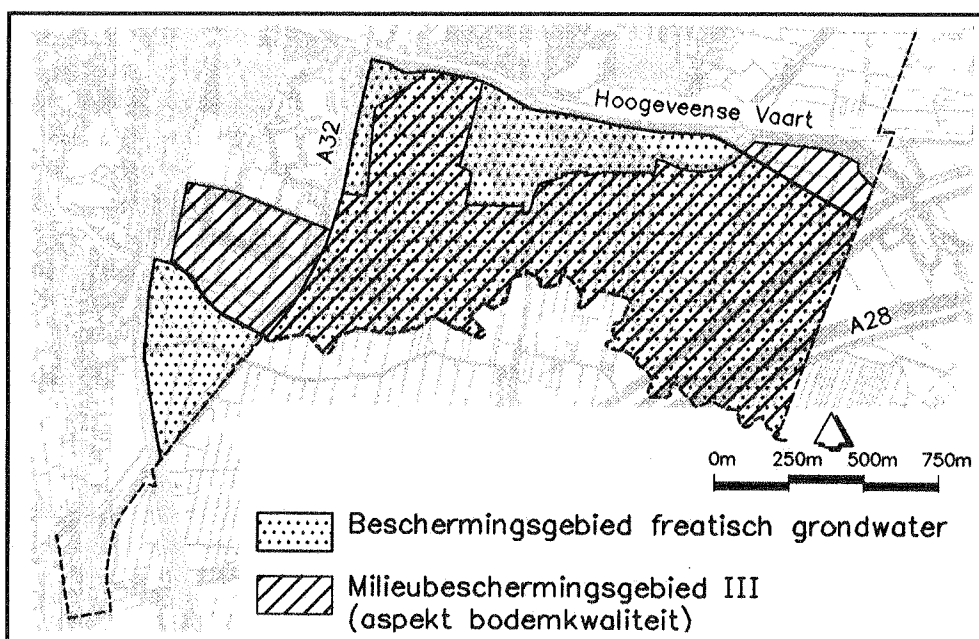 Hoogeveense Vaart
A32
A28
0m 250m 500m 750m
Beschermingsgebied freatisch grondwater
Milieubeschermingsgebied III
(aspekt bodemkwaliteit)